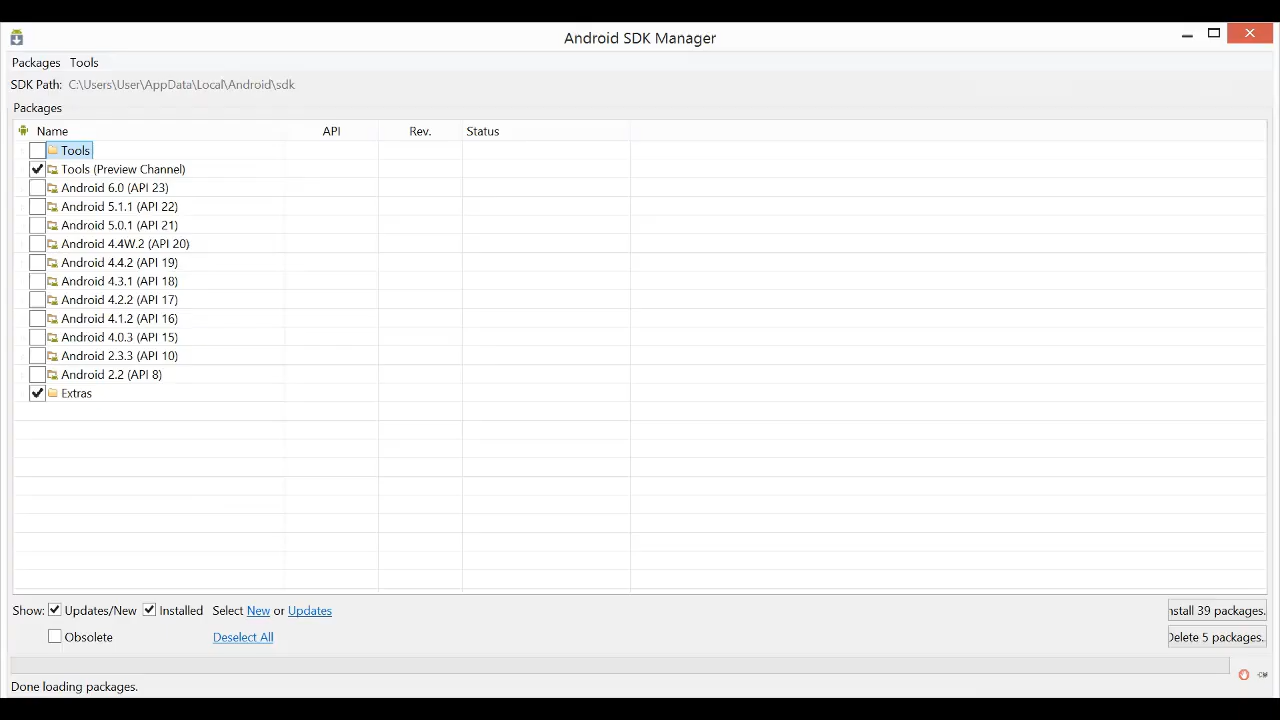 Android SDK Manager
Packages Tools
SDK Path: C:\Users\User\AppData\Local\Android\sdk
Packages
Name API Rev. Status
Tools
Tools (Preview Channel)
Android 6.0 (API 23)
Android 5.1.1 (API 22)
Android 5.0.1 (API 21)
Android 4.4W.2 (API 20)
Android 4.4.2 (API 19)
Android 4.3.1 (API 18)
Android 4.2.2 (API 17)
Android 4.1.2 (API 16)
Android 4.0.3 (API 15)
Android 2.3.3 (API 10)
Android 2.2 (API 8)
Extras
Show: Updates/New Installed Select New or Updates nstall 39 packages.
Obsolete Deselect All Delete 5 packages..
Done loading packages.